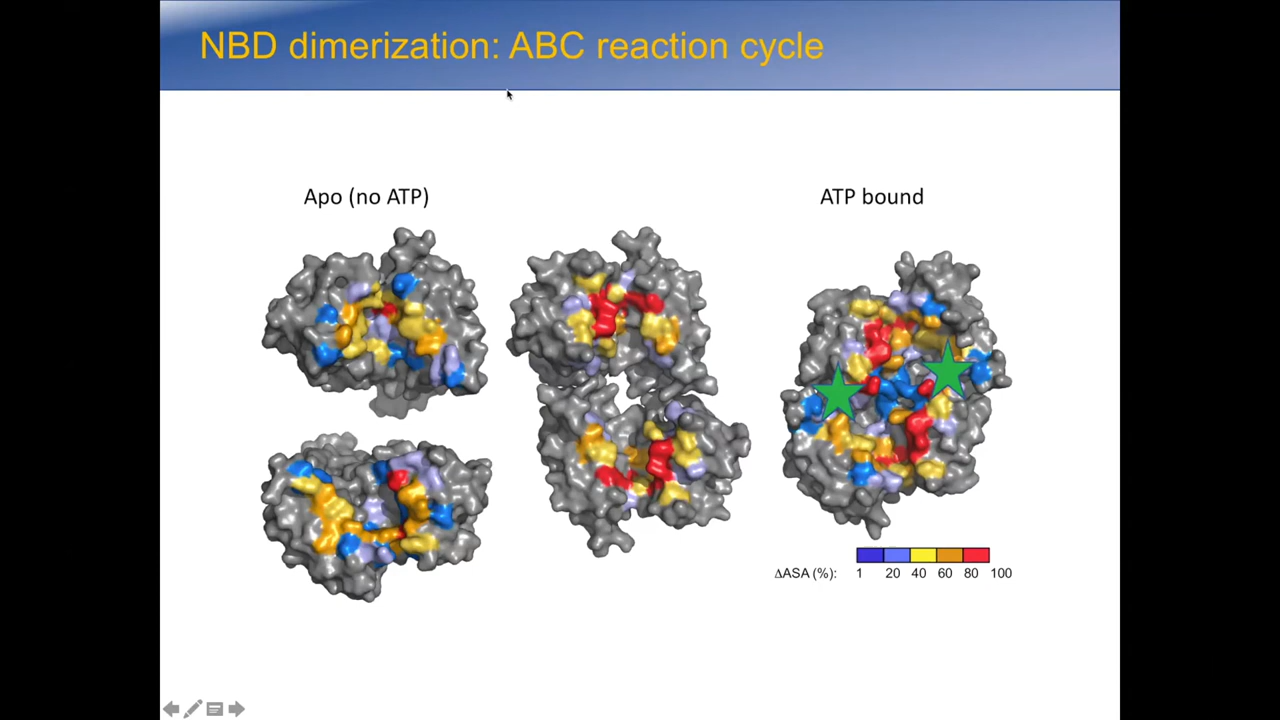 NBD dimerization: ABC reaction cycle
Apo (no ATP)
ATP bound
ΔASA (%): 1 20 40 60 80 100